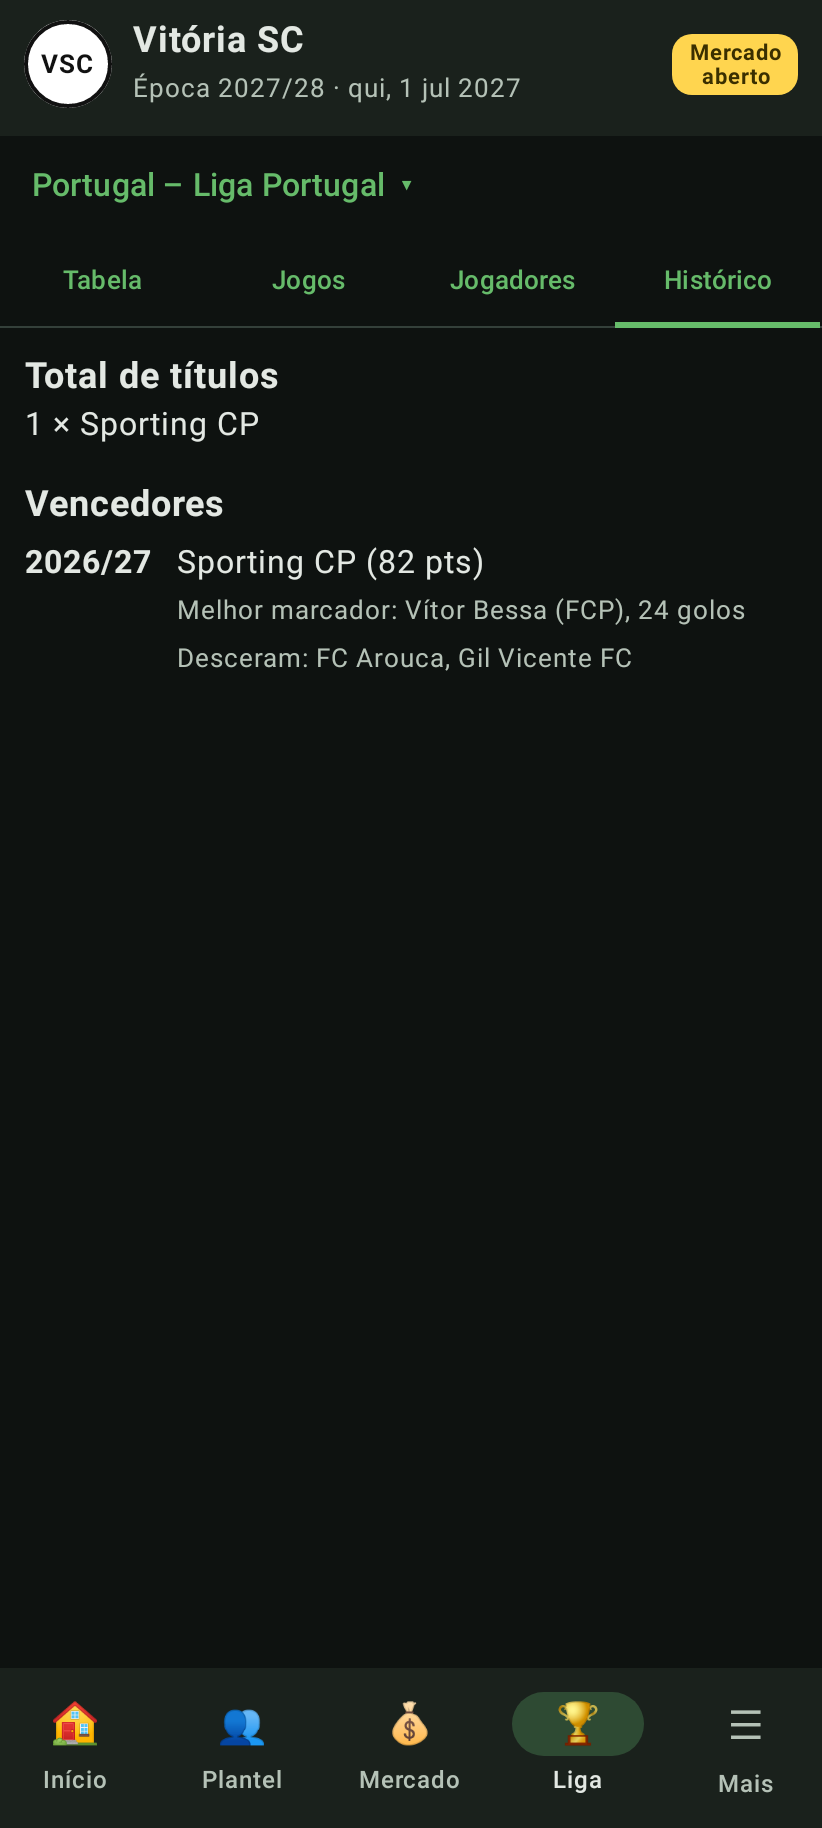 VSC
Vitória SC
Época 2027/28 · qui, 1 jul 2027
Mercado
aberto
Portugal – Liga Portugal ▾
Tabela
Jogos
Jogadores
Histórico
Total de títulos
1 × Sporting CP
Vencedores
2026/27 Sporting CP (82 pts)
Melhor marcador: Vítor Bessa (FCP), 24 golos
Desceram: FC Arouca, Gil Vicente FC
Início
Plantel
Mercado
Liga
Mais